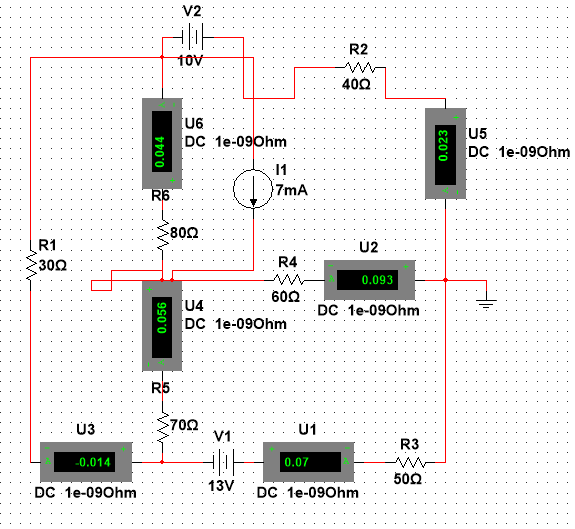 V2
10V
R2
40Ω
U6
DC 1e-09Ohm
0.044
U5
DC 1e-09Ohm
0.023
I1
7mA
R6
80Ω
R1
30Ω
R4
60Ω
U2
0.093
DC 1e-09Ohm
U4
DC 1e-09Ohm
0.056
R5
70Ω
U3
-0.014
DC 1e-09Ohm
V1
13V
U1
0.07
DC 1e-09Ohm
R3
50Ω